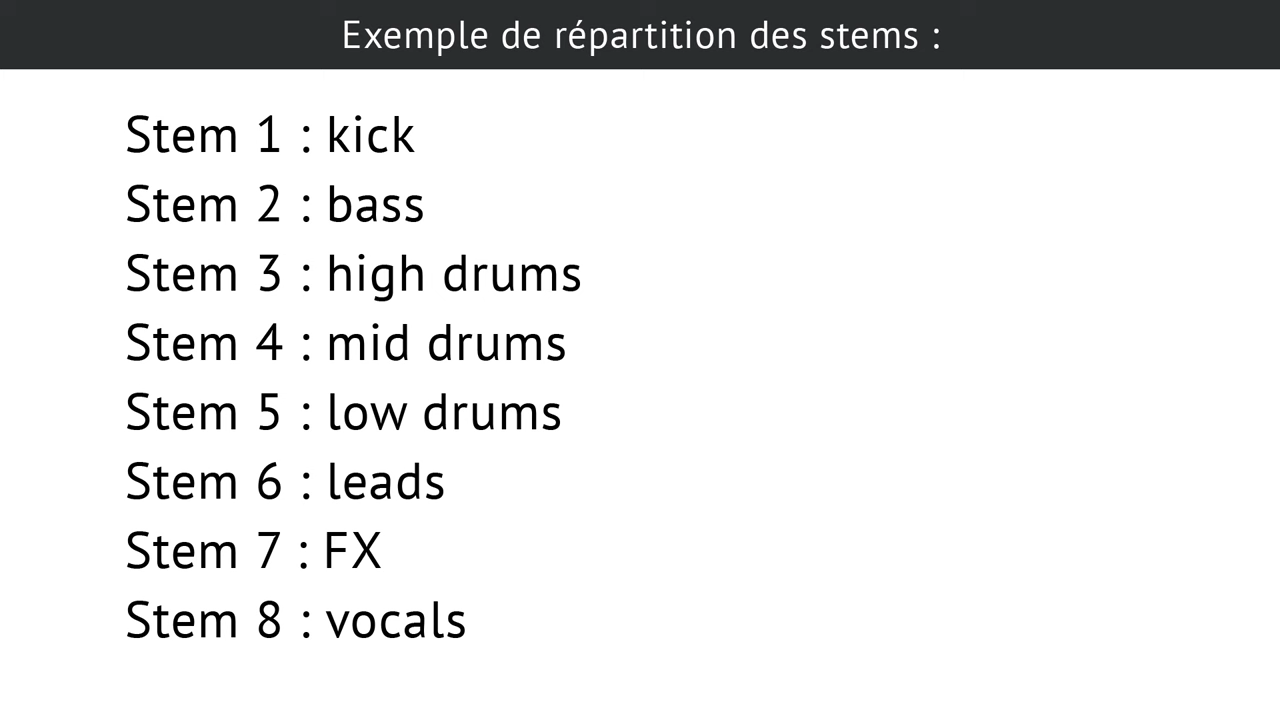 Exemple de répartition des stems :
Stem 1 : kick
Stem 2 : bass
Stem 3 : high drums
Stem 4 : mid drums
Stem 5 : low drums
Stem 6 : leads
Stem 7 : FX
Stem 8 : vocals